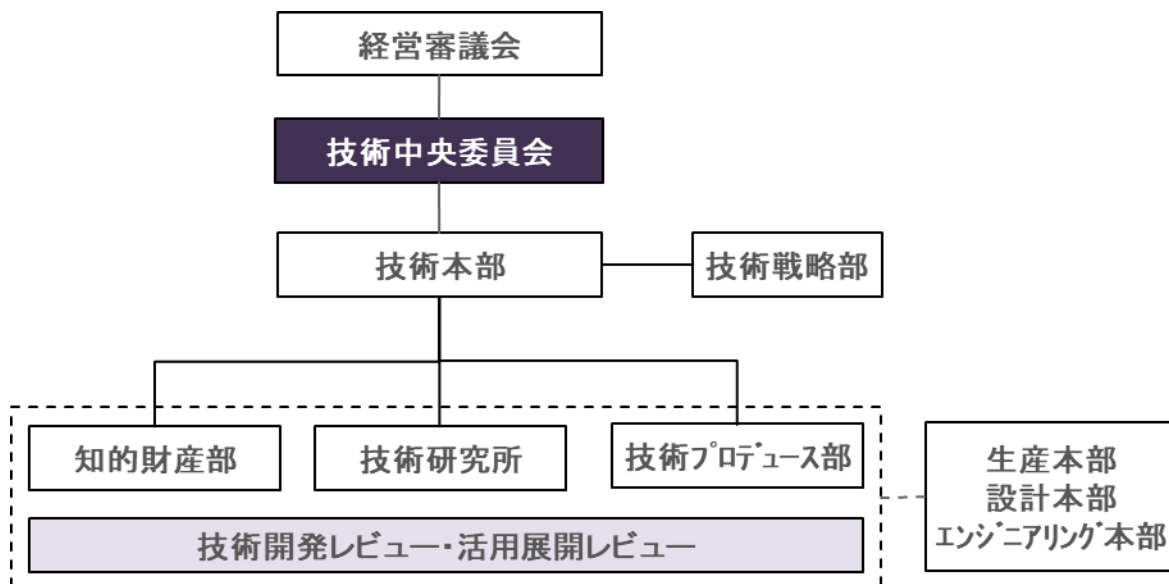 経営審議会
技術中央委員会
技術本部
技術戦略部
知的財産部
技術研究所
技術プロデュース部
技術開発レビュー・活用展開レビュー
生産本部
設計本部
エンジニアリング本部